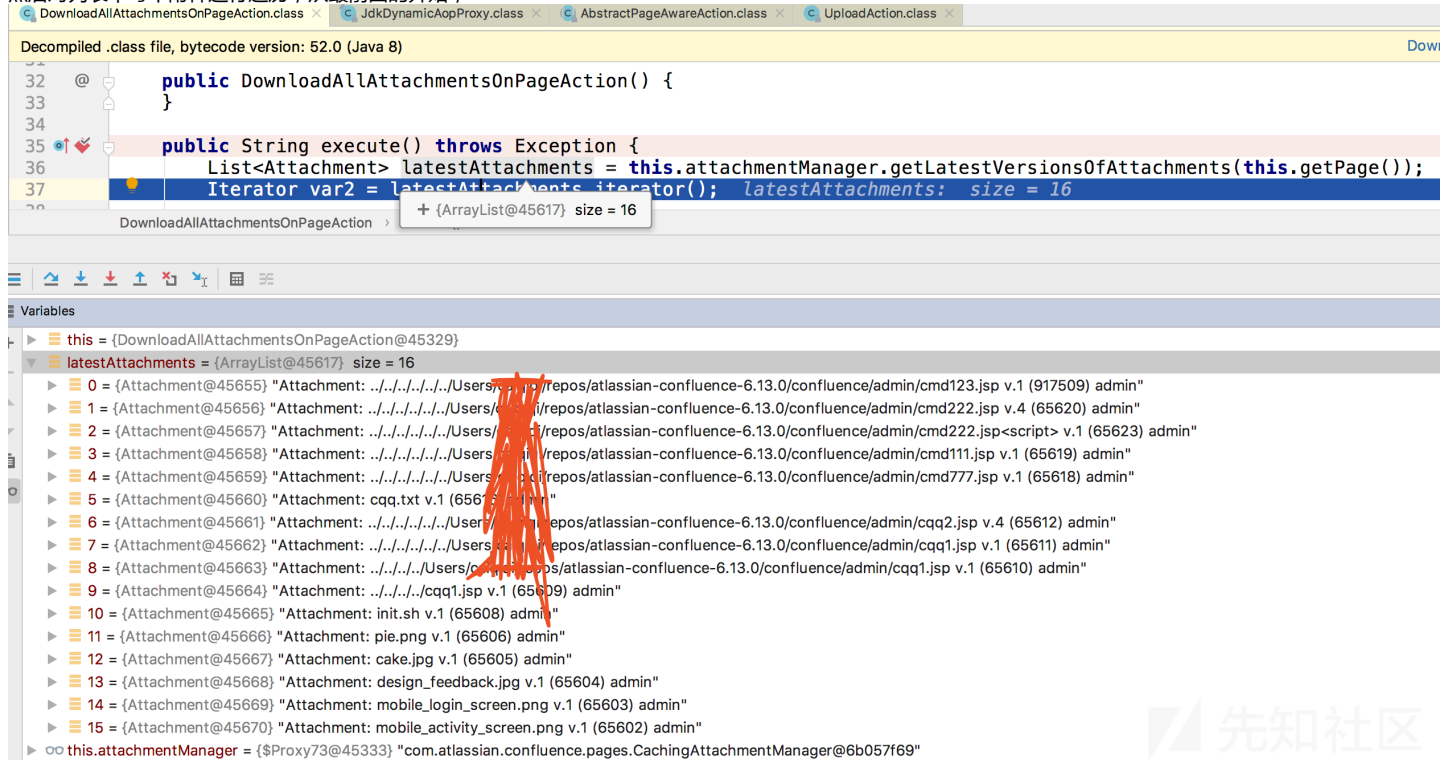 DownloadAllAttachmentsOnPageAction.class JdkDynamicAopProxy.class AbstractPageAwareAction.class UploadAction.class
Decompiled .class file, bytecode version: 52.0 (Java 8) Down
32 @ public DownloadAllAttachmentsOnPageAction() {
33 }
34
35 public String execute() throws Exception {
36 List<Attachment> latestAttachments = this.attachmentManager.getLatestVersionsOfAttachments(this.getPage());
37 Iterator var2 = latestAttachments.iterator(); latestAttachments: size = 16
+ {ArrayList@45617} size = 16
DownloadAllAttachmentsOnPageAction ›
Variables
this = {DownloadAllAttachmentsOnPageAction@45329}
latestAttachments = {ArrayList@45617} size = 16
0 = {Attachment@45655} "Attachment: ../../../../../../Users/ /repos/atlassian-confluence-6.13.0/confluence/admin/cmd123.jsp v.1 (917509) admin"
1 = {Attachment@45656} "Attachment: ../../../../../../Users/ /repos/atlassian-confluence-6.13.0/confluence/admin/cmd222.jsp v.4 (65620) admin"
2 = {Attachment@45657} "Attachment: ../../../../../../Users/ /repos/atlassian-confluence-6.13.0/confluence/admin/cmd222.jsp<script> v.1 (65623) admin"
3 = {Attachment@45658} "Attachment: ../../../../../../Users/ /repos/atlassian-confluence-6.13.0/confluence/admin/cmd111.jsp v.1 (65619) admin"
4 = {Attachment@45659} "Attachment: ../../../../../../Users/ /repos/atlassian-confluence-6.13.0/confluence/admin/cmd777.jsp v.1 (65618) admin"
5 = {Attachment@45660} "Attachment: cqq.txt v.1 admin"
6 = {Attachment@45661} "Attachment: ../../../../../../Users/ /repos/atlassian-confluence-6.13.0/confluence/admin/cqq2.jsp v.4 (65612) admin"
7 = {Attachment@45662} "Attachment: ../../../../../../Users/ /repos/atlassian-confluence-6.13.0/confluence/admin/cqq1.jsp v.1 (65611) admin"
8 = {Attachment@45663} "Attachment: ../../../../Users/ /repos/atlassian-confluence-6.13.0/confluence/admin/cqq1.jsp v.1 (65610) admin"
9 = {Attachment@45664} "Attachment: ../../../../cqq1.jsp v.1 (65609) admin"
10 = {Attachment@45665} "Attachment: init.sh v.1 (65608) admin"
11 = {Attachment@45666} "Attachment: pie.png v.1 (65606) admin"
12 = {Attachment@45667} "Attachment: cake.jpg v.1 (65605) admin"
13 = {Attachment@45668} "Attachment: design_feedback.jpg v.1 (65604) admin"
14 = {Attachment@45669} "Attachment: mobile_login_screen.png v.1 (65603) admin"
15 = {Attachment@45670} "Attachment: mobile_activity_screen.png v.1 (65602) admin"
this.attachmentManager = {$Proxy73@45333} "com.atlassian.confluence.pages.CachingAttachmentManager@6b057f69"
先知社区